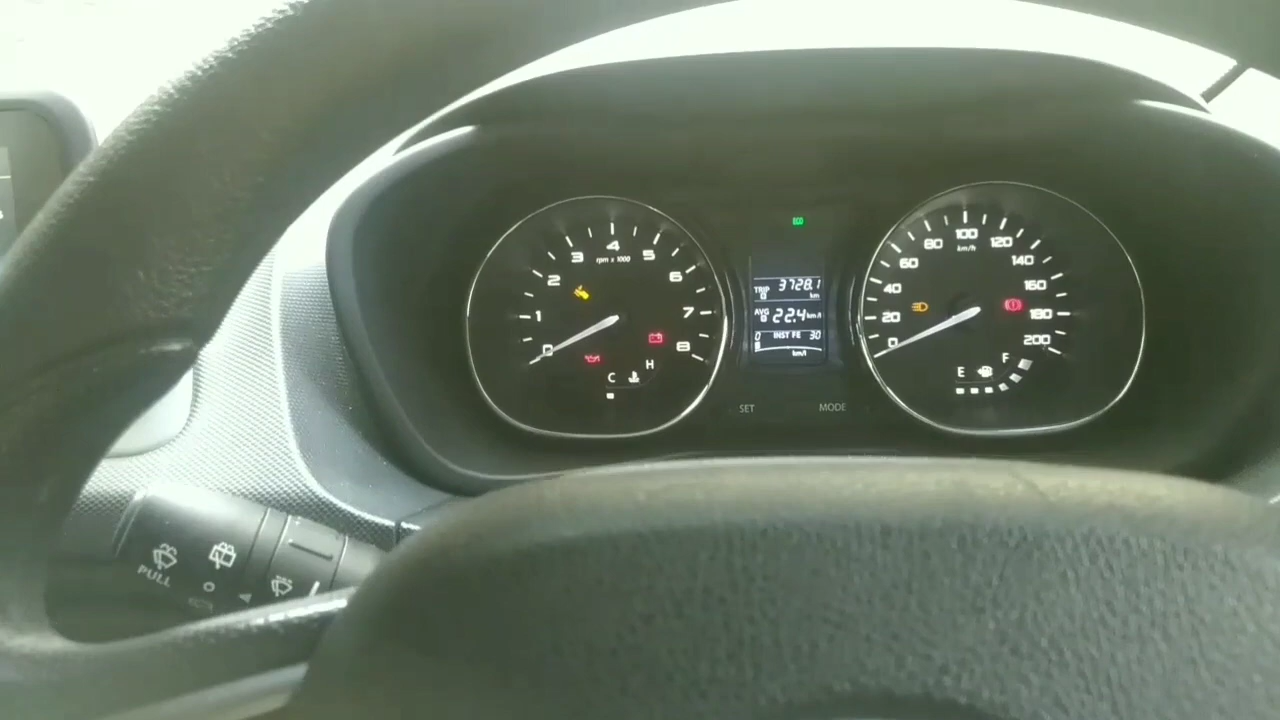 ECO
0 1 2 3 4 5 6 7 8
rpm x 1000
C H
TRIP 3728.1
km
AVG 22.4 km/l
0 INST FE 30
km/l
SET MODE
0 20 40 60 80 100 120 140 160 180 200
km/h
E F
PULL